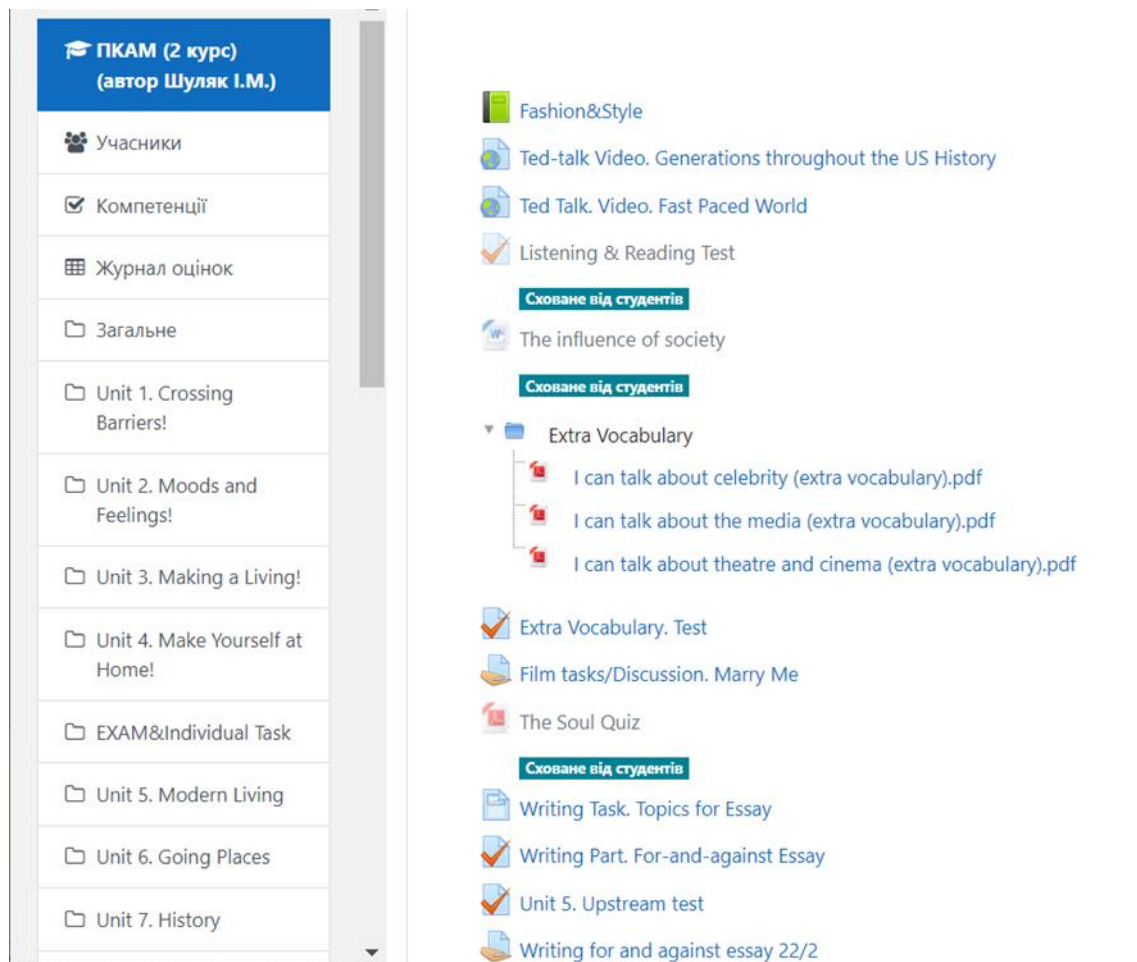 ПКАМ (2 курс)
(автор Шуляк І.М.)
Учасники
Компетенції
Журнал оцінок
Загальне
Unit 1. Crossing
Barriers!
Unit 2. Moods and
Feelings!
Unit 3. Making a Living!
Unit 4. Make Yourself at
Home!
EXAM&Individual Task
Unit 5. Modern Living
Unit 6. Going Places
Unit 7. History
Fashion&Style
Ted-talk Video. Generations throughout the US History
Ted Talk. Video. Fast Paced World
Listening & Reading Test
Сховане від студентів
The influence of society
Сховане від студентів
Extra Vocabulary
I can talk about celebrity (extra vocabulary).pdf
I can talk about the media (extra vocabulary).pdf
I can talk about theatre and cinema (extra vocabulary).pdf
Extra Vocabulary. Test
Film tasks/Discussion. Marry Me
The Soul Quiz
Сховане від студентів
Writing Task. Topics for Essay
Writing Part. For-and-against Essay
Unit 5. Upstream test
Writing for and against essay 22/2